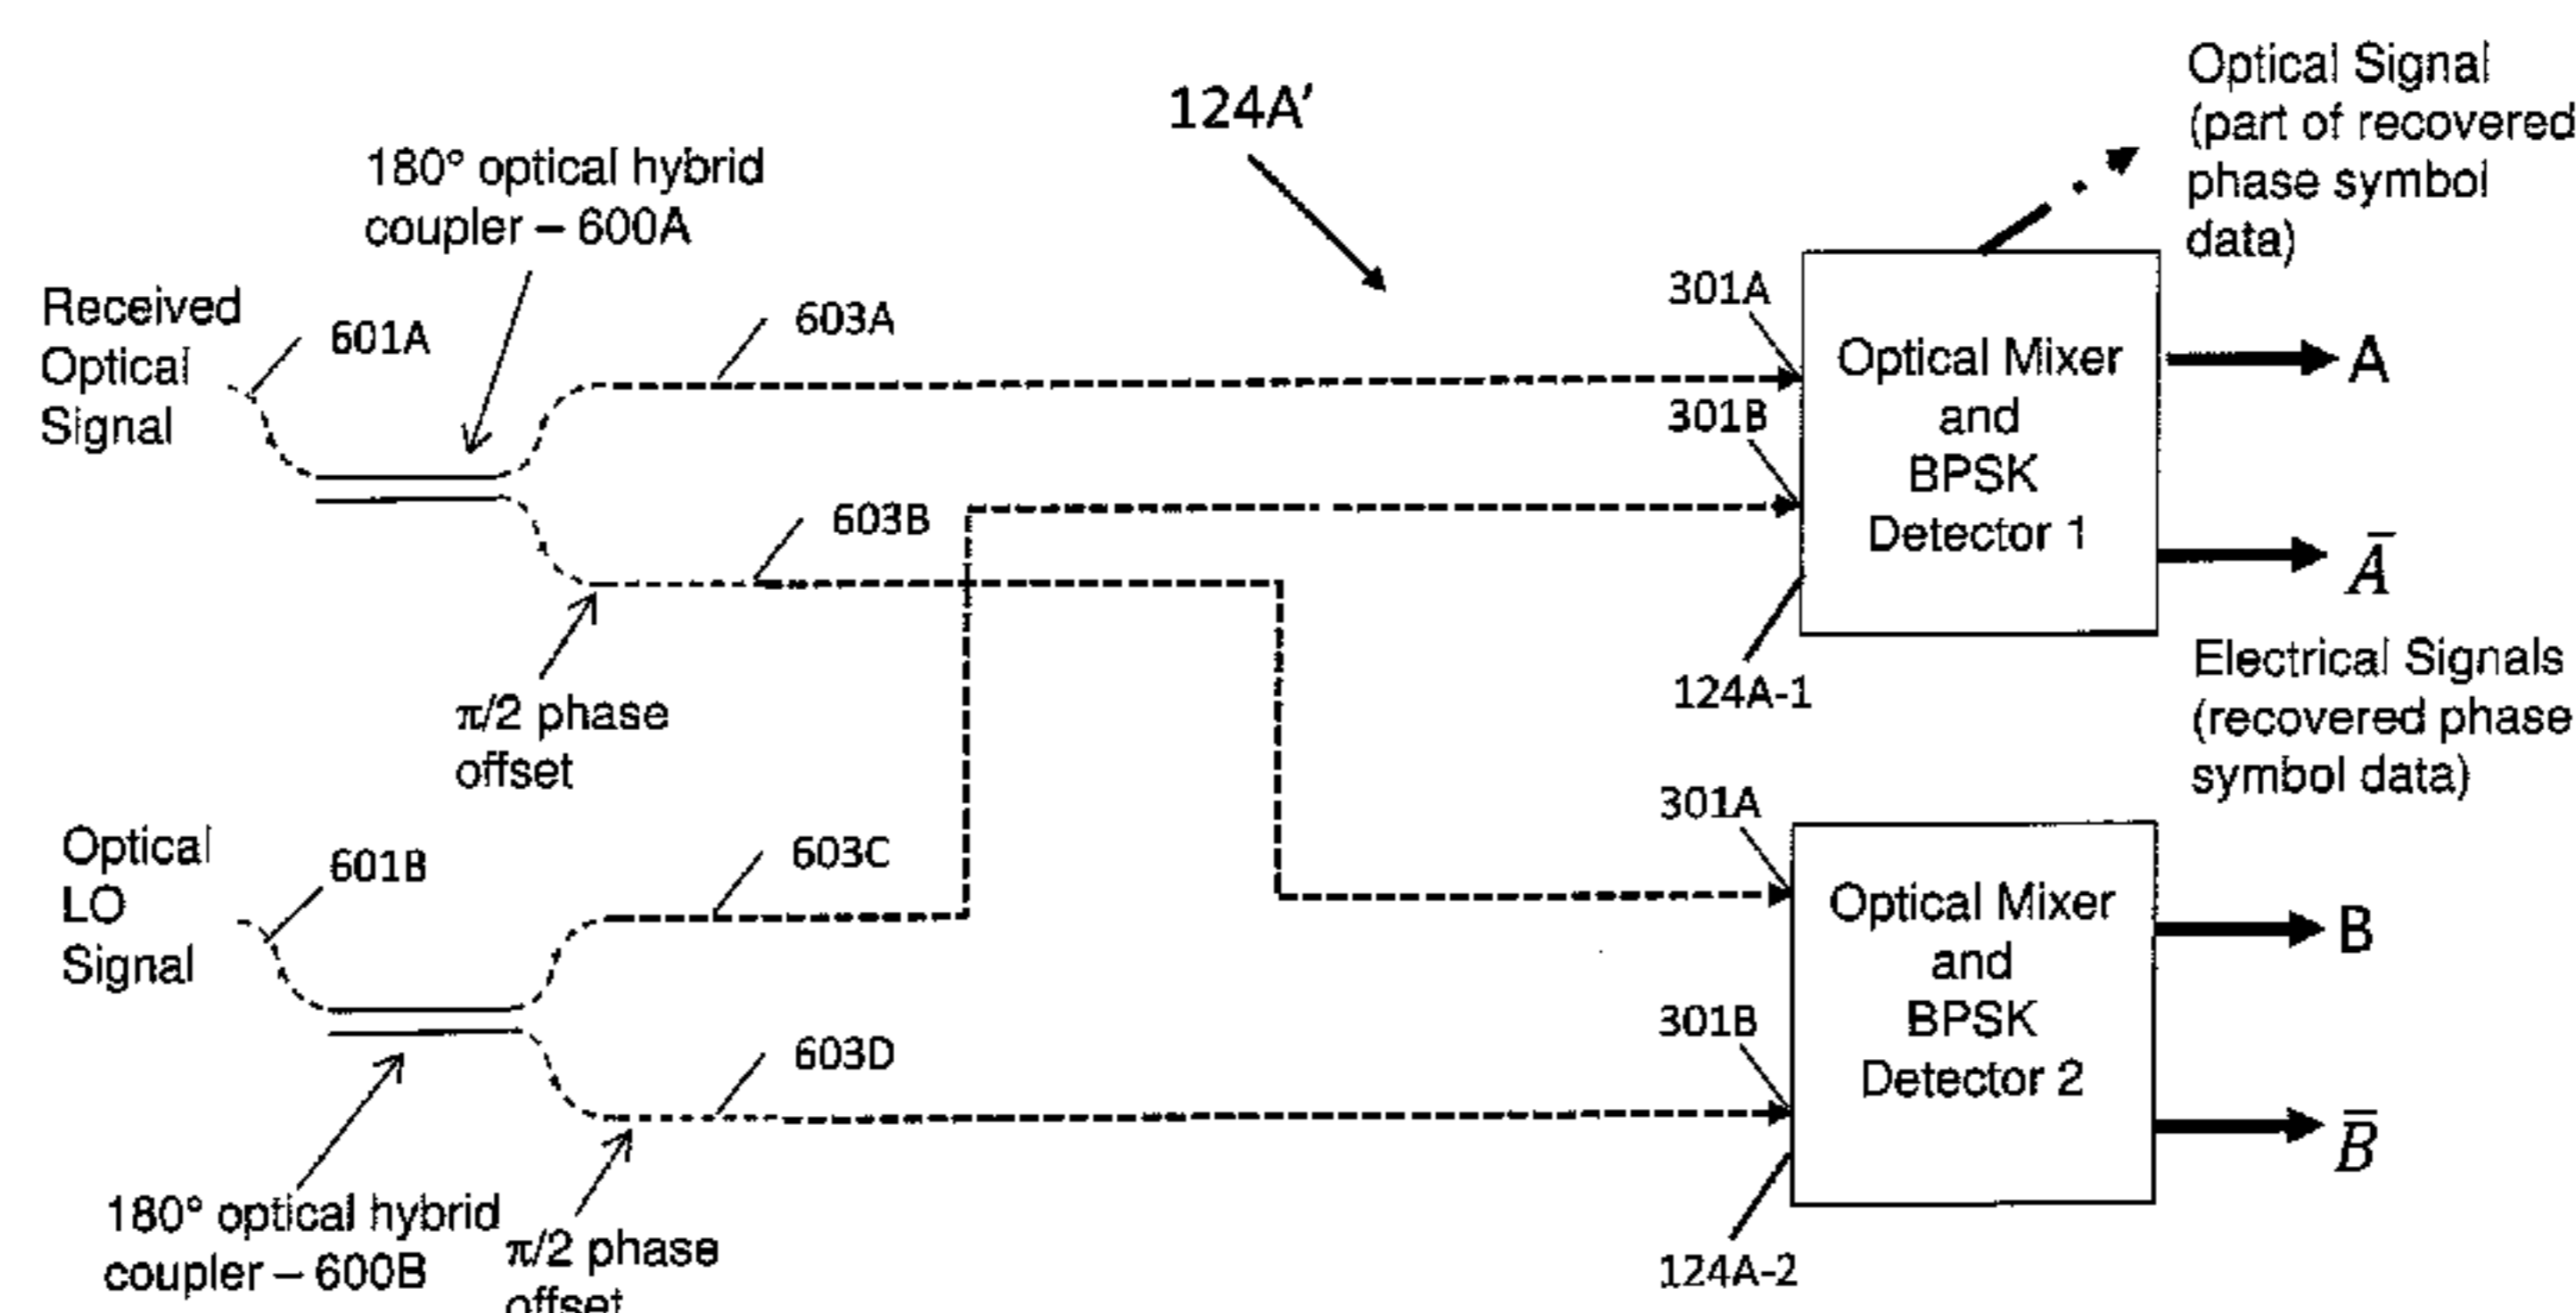 Optical Signal
(part of recovered
phase symbol
data)
124A'
180° optical hybrid
coupler – 600A
Received
Optical
Signal
601A
603A
301A
301B
Optical Mixer
and
BPSK
Detector 1
A
Ā
603B
π/2 phase
offset
124A-1
Electrical Signals
(recovered phase
symbol data)
Optical
LO
Signal
601B
603C
603D
301A
301B
Optical Mixer
and
BPSK
Detector 2
B
B̅
180° optical hybrid
coupler – 600B
π/2 phase
offset
124A-2